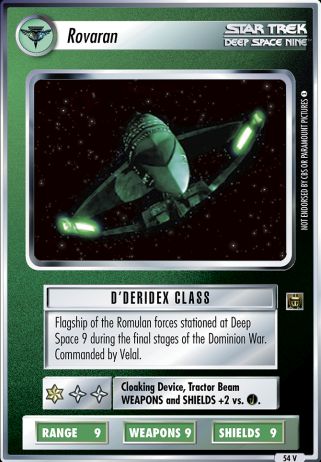 Rovaran
STAR TREK
DEEP SPACE NINE
NOT ENDORSED BY CBS OR PARAMOUNT PICTURES
D'DERIDEX CLASS
Flagship of the Romulan forces stationed at Deep
Space 9 during the final stages of the Dominion War.
Commanded by Velal.
Cloaking Device, Tractor Beam
WEAPONS and SHIELDS +2 vs. .
RANGE 9
WEAPONS 9
SHIELDS 9
54 V